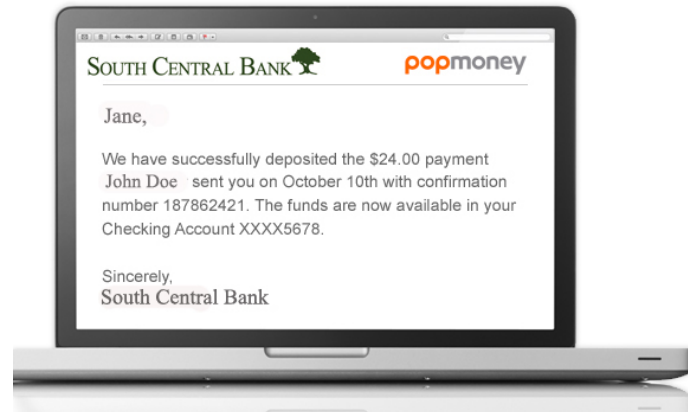 SOUTH CENTRAL BANK popmoney
Jane,
We have successfully deposited the $24.00 payment
John Doe sent you on October 10th with confirmation
number 187862421. The funds are now available in your
Checking Account XXXX5678.
Sincerely,
South Central Bank